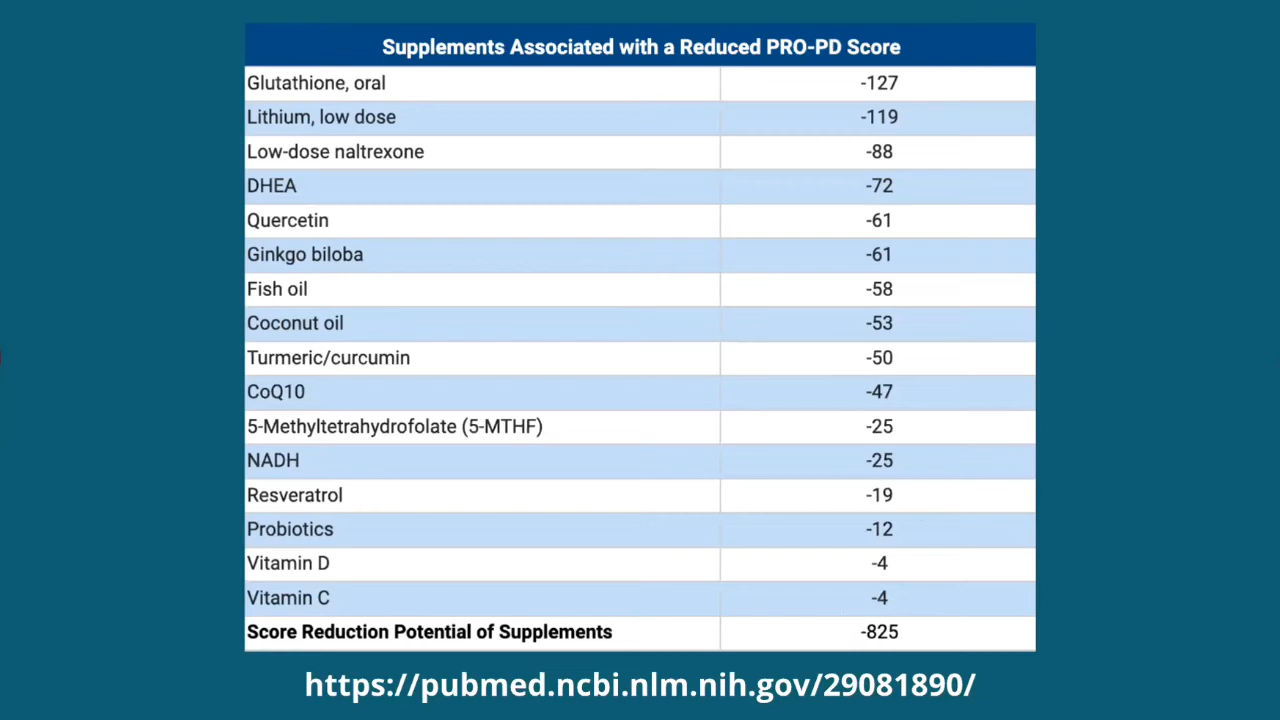 Supplements Associated with a Reduced PRO-PD Score
Glutathione, oral -127
Lithium, low dose -119
Low-dose naltrexone -88
DHEA -72
Quercetin -61
Ginkgo biloba -61
Fish oil -58
Coconut oil -53
Turmeric/curcumin -50
CoQ10 -47
5-Methyltetrahydrofolate (5-MTHF) -25
NADH -25
Resveratrol -19
Probiotics -12
Vitamin D -4
Vitamin C -4
Score Reduction Potential of Supplements -825
https://pubmed.ncbi.nlm.nih.gov/29081890/